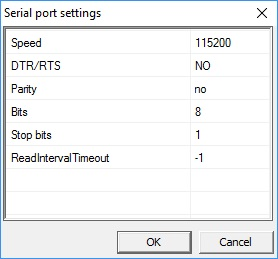 Serial port settings
Speed 115200
DTR/RTS NO
Parity no
Bits 8
Stop bits 1
ReadIntervalTimeout -1
OK Cancel